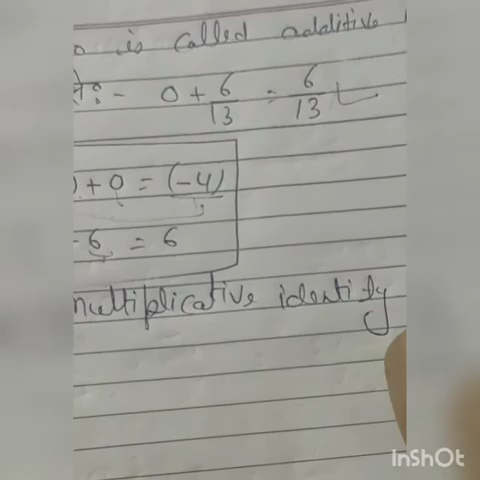 is called additive
0 + 6/13 = 6/13
+ 0 = (-4)
6 = 6
multiplicative identity
InShOt